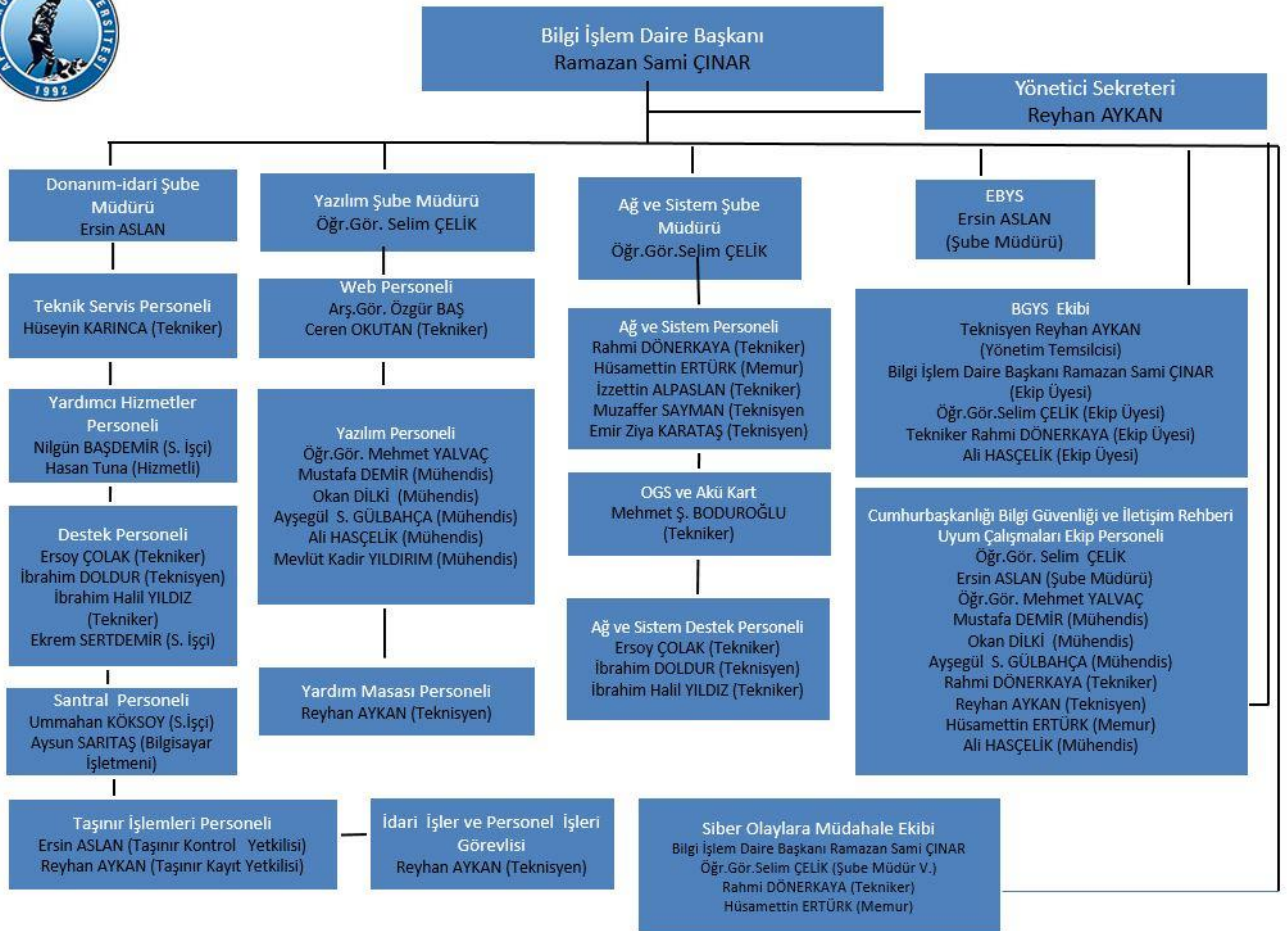 1992
Bilgi İşlem Daire Başkanı
Ramazan Sami ÇINAR
Yönetici Sekreteri
Reyhan AYKAN
Donanım-idari Şube
Müdürü
Ersin ASLAN
Teknik Servis Personeli
Hüseyin KARINCA (Tekniker)
Yardımcı Hizmetler
Personeli
Nilgün BAŞDEMİR (S. İşçi)
Hasan Tuna (Hizmetli)
Destek Personeli
Ersoy ÇOLAK (Tekniker)
İbrahim DOLDUR (Teknisyen)
İbrahim Halil YILDIZ
(Tekniker)
Ekrem SERTDEMİR (S. İşçi)
Santral Personeli
Ummahan KÖKSOY (S.İşçi)
Aysun SARITAŞ (Bilgisayar
İşletmeni)
Taşınır İşlemleri Personeli
Ersin ASLAN (Taşınır Kontrol Yetkilisi)
Reyhan AYKAN (Taşınır Kayıt Yetkilisi)
İdari İşler ve Personel İşleri
Görevlisi
Reyhan AYKAN (Teknisyen)
Yazılım Şube Müdürü
Öğr.Gör. Selim ÇELİK
Web Personeli
Arş.Gör. Özgür BAŞ
Ceren OKUTAN (Tekniker)
Yazılım Personeli
Öğr.Gör. Mehmet YALVAÇ
Mustafa DEMİR (Mühendis)
Okan DİLKİ (Mühendis)
Ayşegül S. GÜLBAHÇA (Mühendis)
Ali HASÇELİK (Mühendis)
Mevlüt Kadir YILDIRIM (Mühendis)
Yardım Masası Personeli
Reyhan AYKAN (Teknisyen)
Ağ ve Sistem Şube
Müdürü
Öğr.Gör.Selim ÇELİK
Ağ ve Sistem Personeli
Rahmi DÖNERKAYA (Tekniker)
Hüsamettin ERTÜRK (Memur)
İzzettin ALPASLAN (Tekniker)
Muzaffer SAYMAN (Teknisyen
Emir Ziya KARATAŞ (Teknisyen)
OGS ve Akü Kart
Mehmet Ş. BODUROĞLU
(Tekniker)
Ağ ve Sistem Destek Personeli
Ersoy ÇOLAK (Tekniker)
İbrahim DOLDUR (Teknisyen)
İbrahim Halil YILDIZ (Tekniker)
EBYS
Ersin ASLAN
(Şube Müdürü)
BGYS Ekibi
Teknisyen Reyhan AYKAN
(Yönetim Temsilcisi)
Bilgi İşlem Daire Başkanı Ramazan Sami ÇINAR
(Ekip Üyesi)
Öğr.Gör.Selim ÇELİK (Ekip Üyesi)
Tekniker Rahmi DÖNERKAYA (Ekip Üyesi)
Ali HASÇELİK (Ekip Üyesi)
Cumhurbaşkanlığı Bilgi Güvenliği ve İletişim Rehberi
Uyum Çalışmaları Ekip Personeli
Öğr.Gör. Selim ÇELİK
Ersin ASLAN (Şube Müdürü)
Öğr.Gör. Mehmet YALVAÇ
Mustafa DEMİR (Mühendis)
Okan DİLKİ (Mühendis)
Ayşegül S. GÜLBAHÇA (Mühendis)
Rahmi DÖNERKAYA (Tekniker)
Reyhan AYKAN (Teknisyen)
Hüsamettin ERTÜRK (Memur)
Ali HASÇELİK (Mühendis)
Siber Olaylara Müdahale Ekibi
Bilgi İşlem Daire Başkanı Ramazan Sami ÇINAR
Öğr.Gör.Selim ÇELİK (Şube Müdür V.)
Rahmi DÖNERKAYA (Tekniker)
Hüsamettin ERTÜRK (Memur)